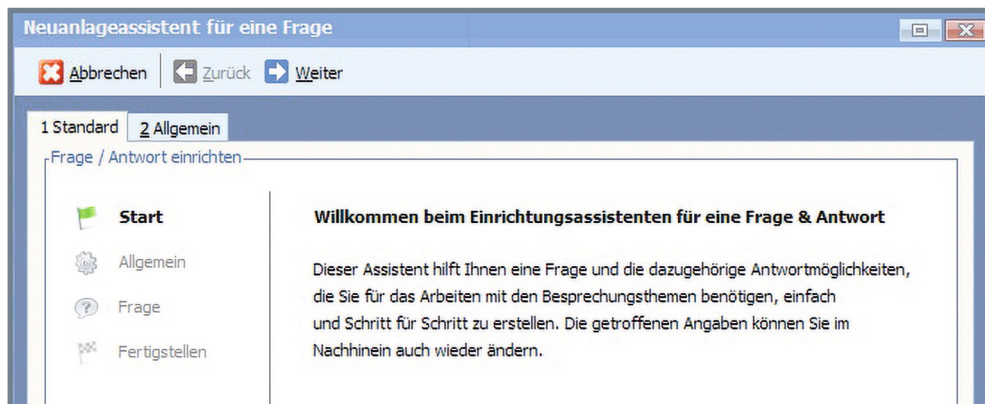 Neuanlageassistent für eine Frage
Abbrechen Zurück Weiter
1 Standard 2 Allgemein
Frage / Antwort einrichten
Start
Allgemein
Frage
Fertigstellen
Willkommen beim Einrichtungsassistenten für eine Frage & Antwort
Dieser Assistent hilft Ihnen eine Frage und die dazugehörige Antwortmöglichkeiten,
die Sie für das Arbeiten mit den Besprechungsthemen benötigen, einfach
und Schritt für Schritt zu erstellen. Die getroffenen Angaben können Sie im
Nachhinein auch wieder ändern.